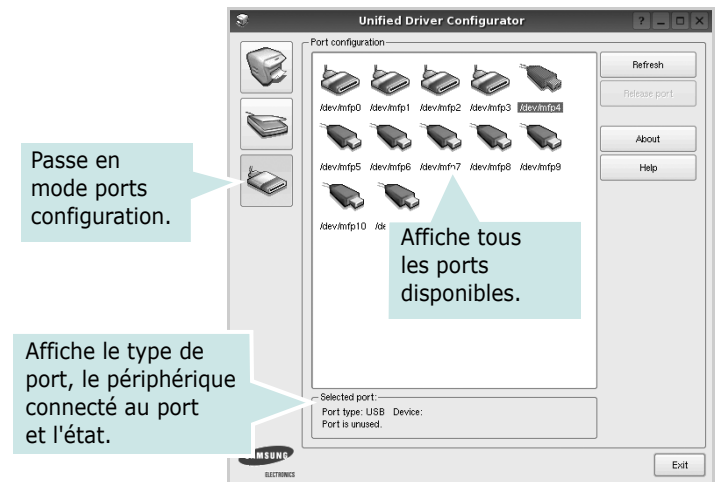 Unified Driver Configurator
Port configuration
/dev/mfp0 /dev/mfp1 /dev/mfp2 /dev/mfp3 /dev/mfp4
/dev/mfp5 /dev/mfp6 /dev/mfp7 /dev/mfp8 /dev/mfp9
/dev/mfp10
Refresh
Release port
About
Help
Passe en
mode ports
configuration.
Affiche tous
les ports
disponibles.
Affiche le type de
port, le périphérique
connecté au port
et l'état.
Selected port:
Port type: USB Device:
Port is unused.
ELECTRONICS
Exit